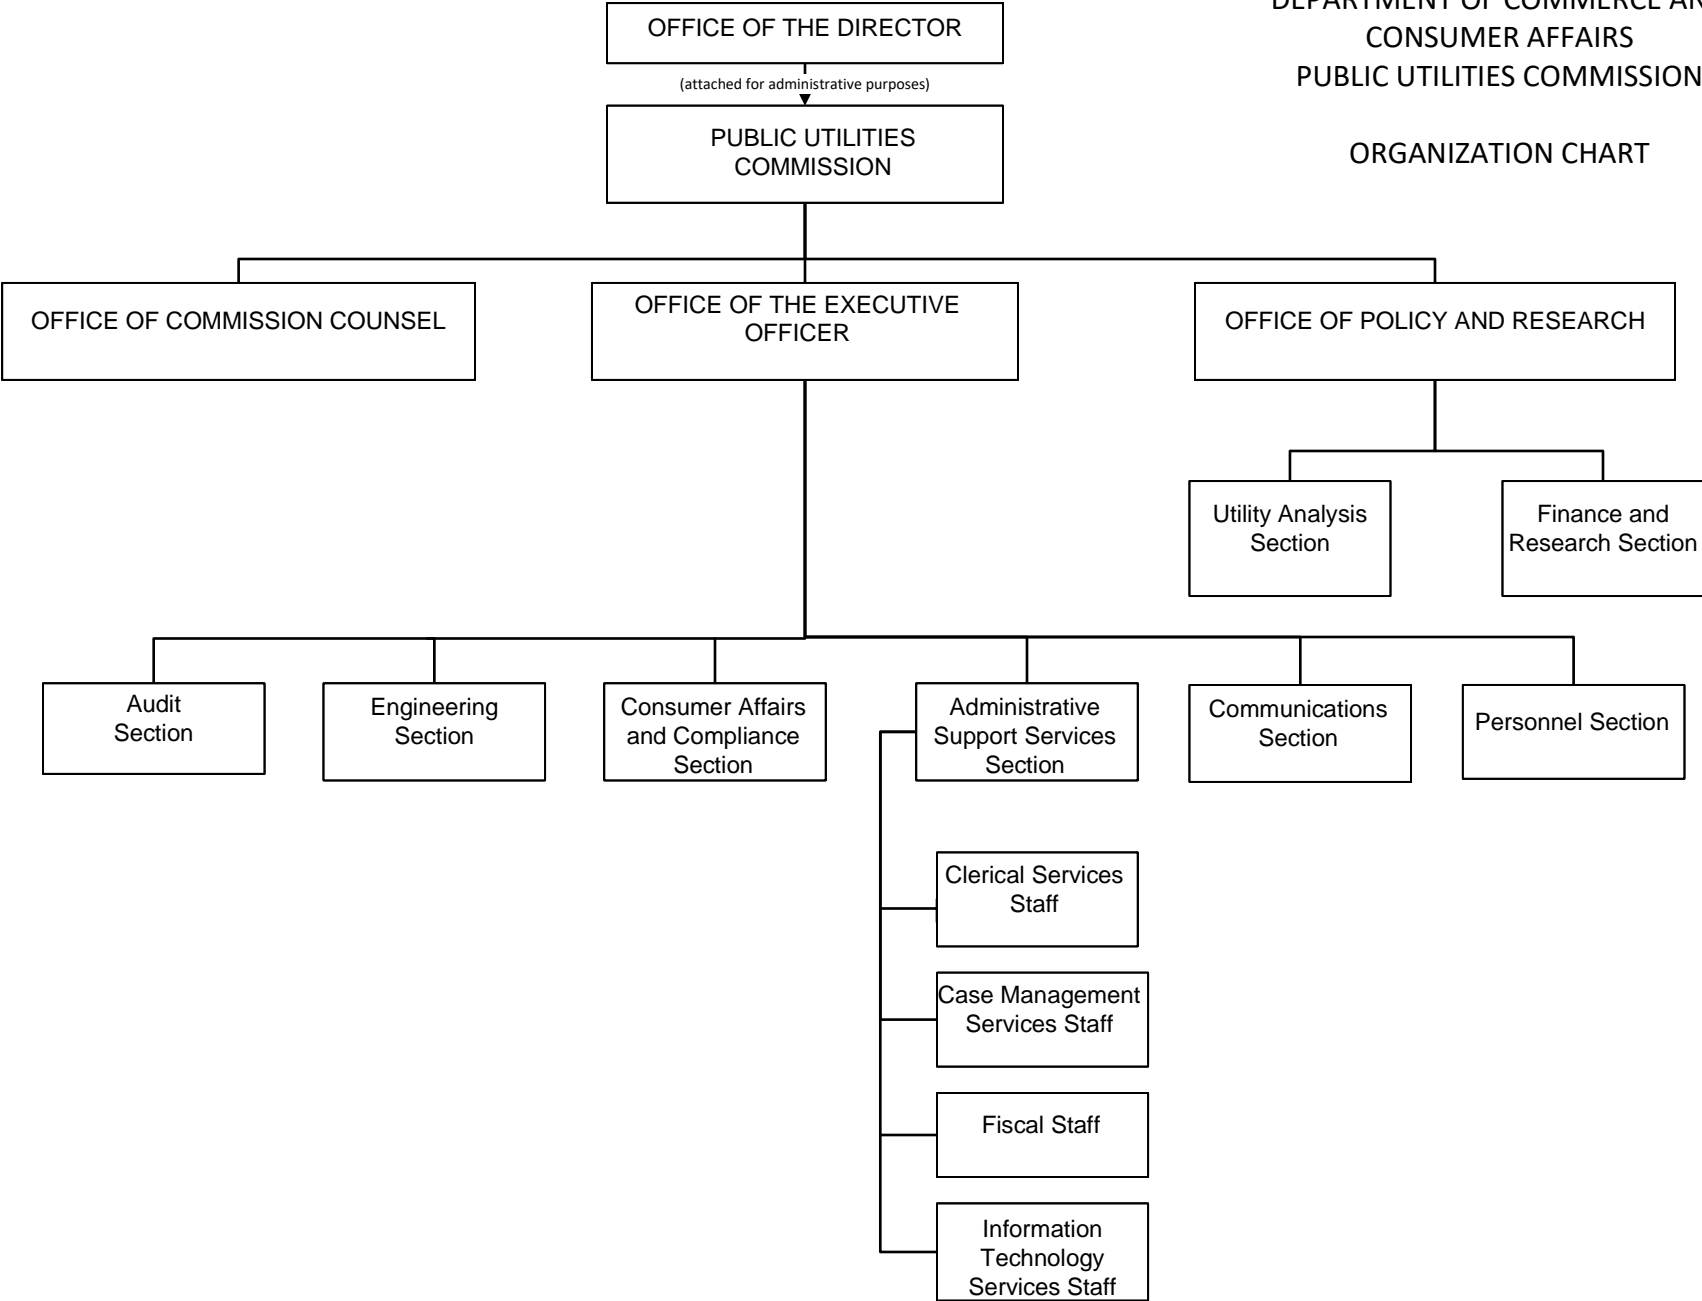 OFFICE OF THE DIRECTOR
(attached for administrative purposes)
PUBLIC UTILITIES
COMMISSION
DEPARTMENT OF COMMERCE
CONSUMER AFFAIRS
PUBLIC UTILITIES COMMISSION
ORGANIZATION CHART
OFFICE OF COMMISSION COUNSEL
OFFICE OF THE EXECUTIVE
OFFICER
OFFICE OF POLICY AND RESEARCH
Utility Analysis
Section
Finance and
Research Section
Audit
Section
Engineering
Section
Consumer Affairs
and Compliance
Section
Administrative
Support Services
Section
Communications
Section
Personnel Section
Clerical Services
Staff
Case Management
Services Staff
Fiscal Staff
Information
Technology
Services Staff